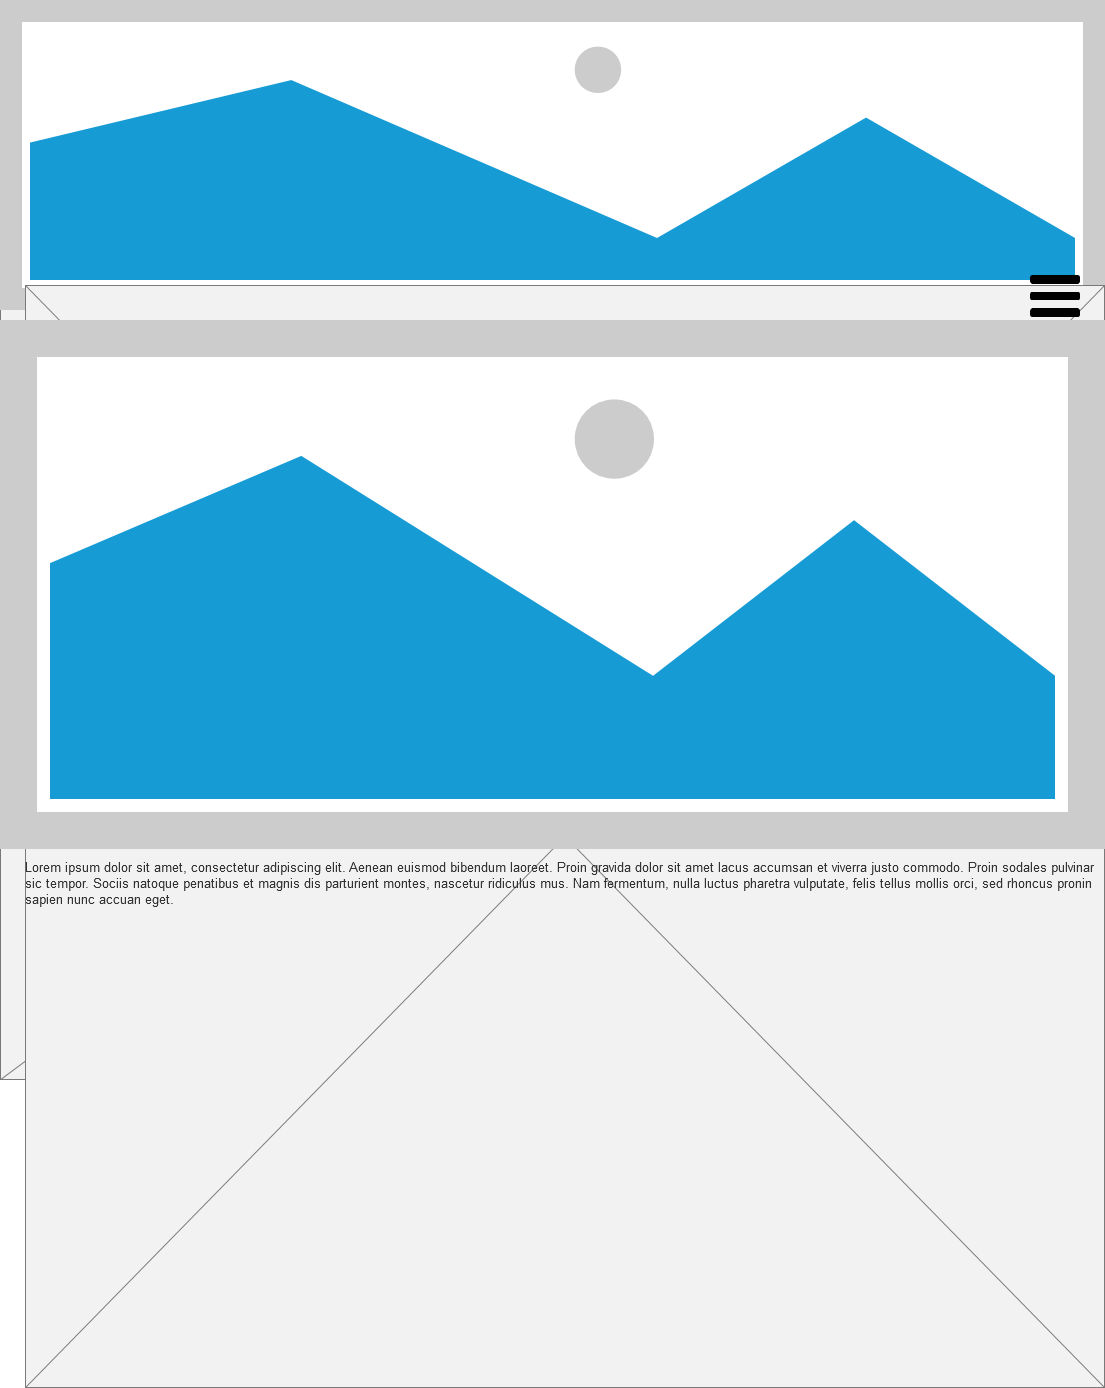 Lorem ipsum dolor sit amet, consectetur adipiscing elit. Aenean euismod bibendum laoreet. Proin gravida dolor sit amet lacus accumsan et viverra justo commodo. Proin sodales pulvinar
sic tempor. Sociis natoque penatibus et magnis dis parturient montes, nascetur ridiculus mus. Nam fermentum, nulla luctus pharetra vulputate, felis tellus mollis orci, sed rhoncus pronin
sapien nunc accuan eget.